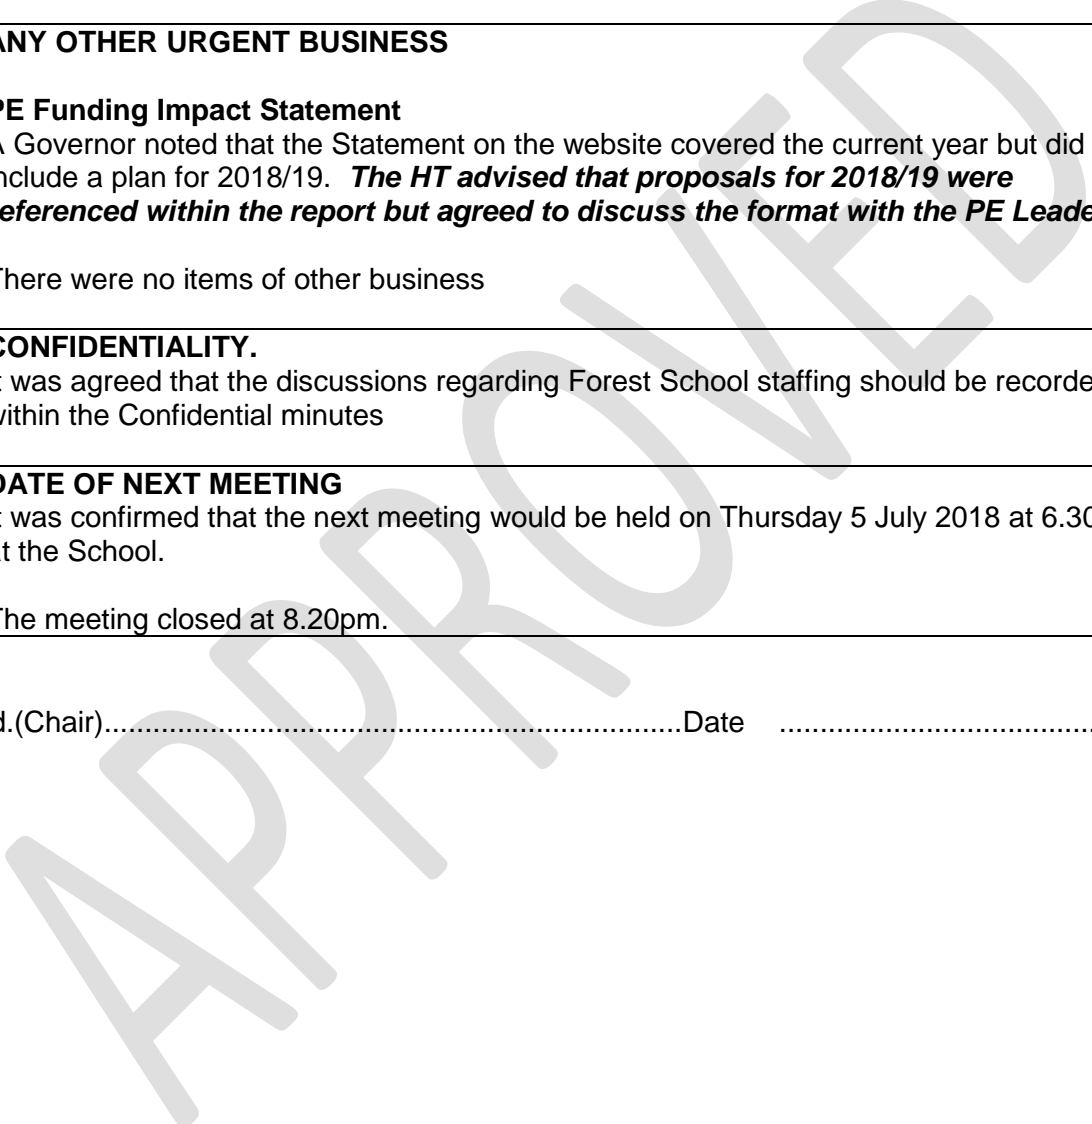 ANY OTHER URGENT BUSINESS
PE Funding Impact Statement
A Governor noted that the Statement on the website covered the current year but did
nclude a plan for 2018/19. The HT advised that proposals for 2018/19 were
eferenced within the report but agreed to discuss the format with the PE Leade
There were no items of other business
CONFIDENTIALITY.
t was agreed that the discussions regarding Forest School staffing should be recorde
within the Confidential minutes
DATE OF NEXT MEETING
t was confirmed that the next meeting would be held on Thursday 5 July 2018 at 6.30
at the School.
The meeting closed at 8.20pm.
d.(Chair).......................................................................Date ......................................
APPROVED